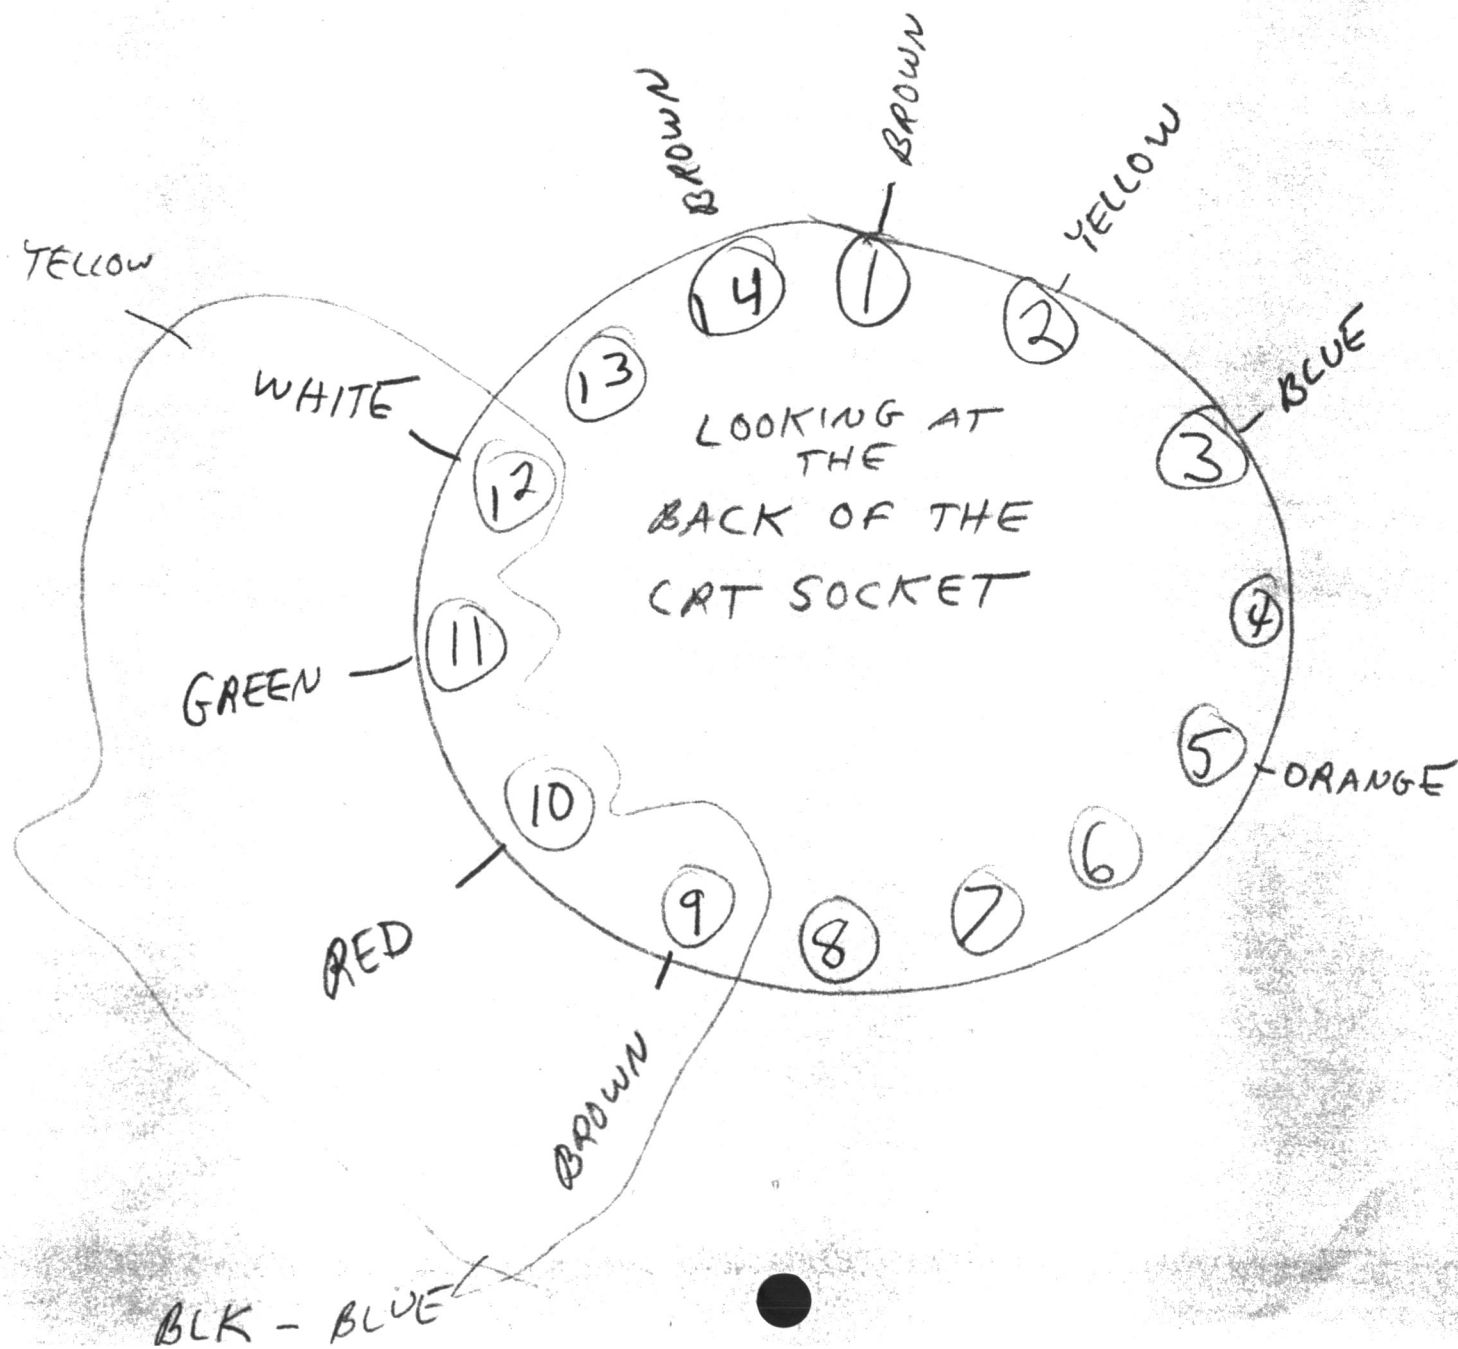 BROWN
BROWN
YELLOW
YELLOW
BLUE
WHITE
14
1
2
13
3
LOOKING AT
THE
BACK OF THE
CRT SOCKET
12
4
11
GREEN
5
ORANGE
10
6
9
7
8
RED
BROWN
BLK - BLUE